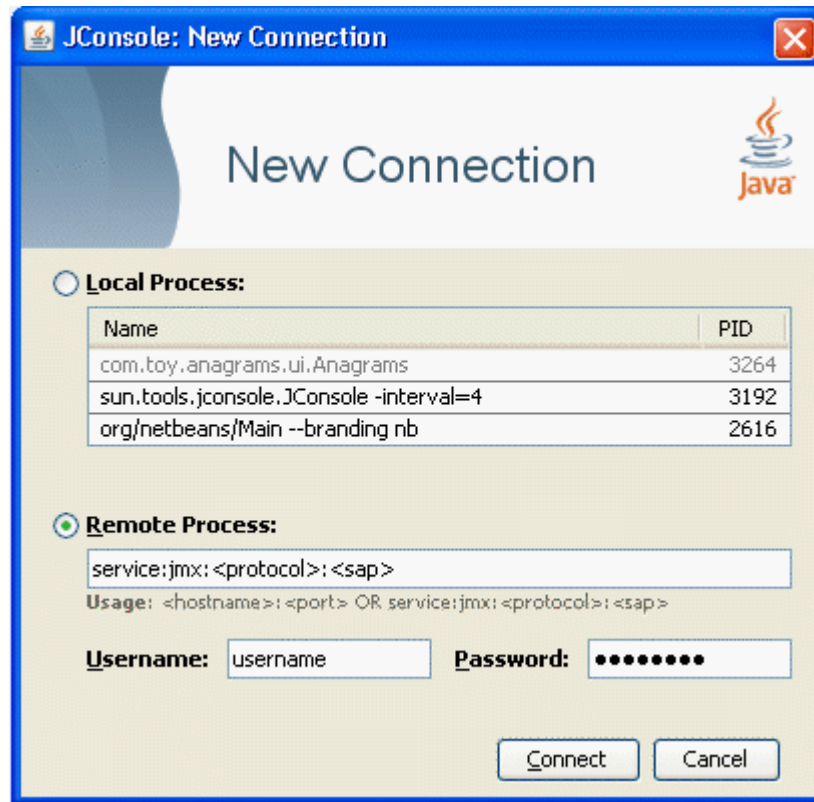 JConsole: New Connection
New Connection
Java
Local Process:
Name PID
com.toy.anagrams.ui.Anagrams 3264
sun.tools.jconsole.JConsole -interval=4 3192
org/netbeans/Main --branding nb 2616
Remote Process:
service:jmx:<protocol>:<sap>
Usage: <hostname>:<port> OR service:jmx:<protocol>:<sap>
Username: username Password: ●●●●●●●●
Connect Cancel